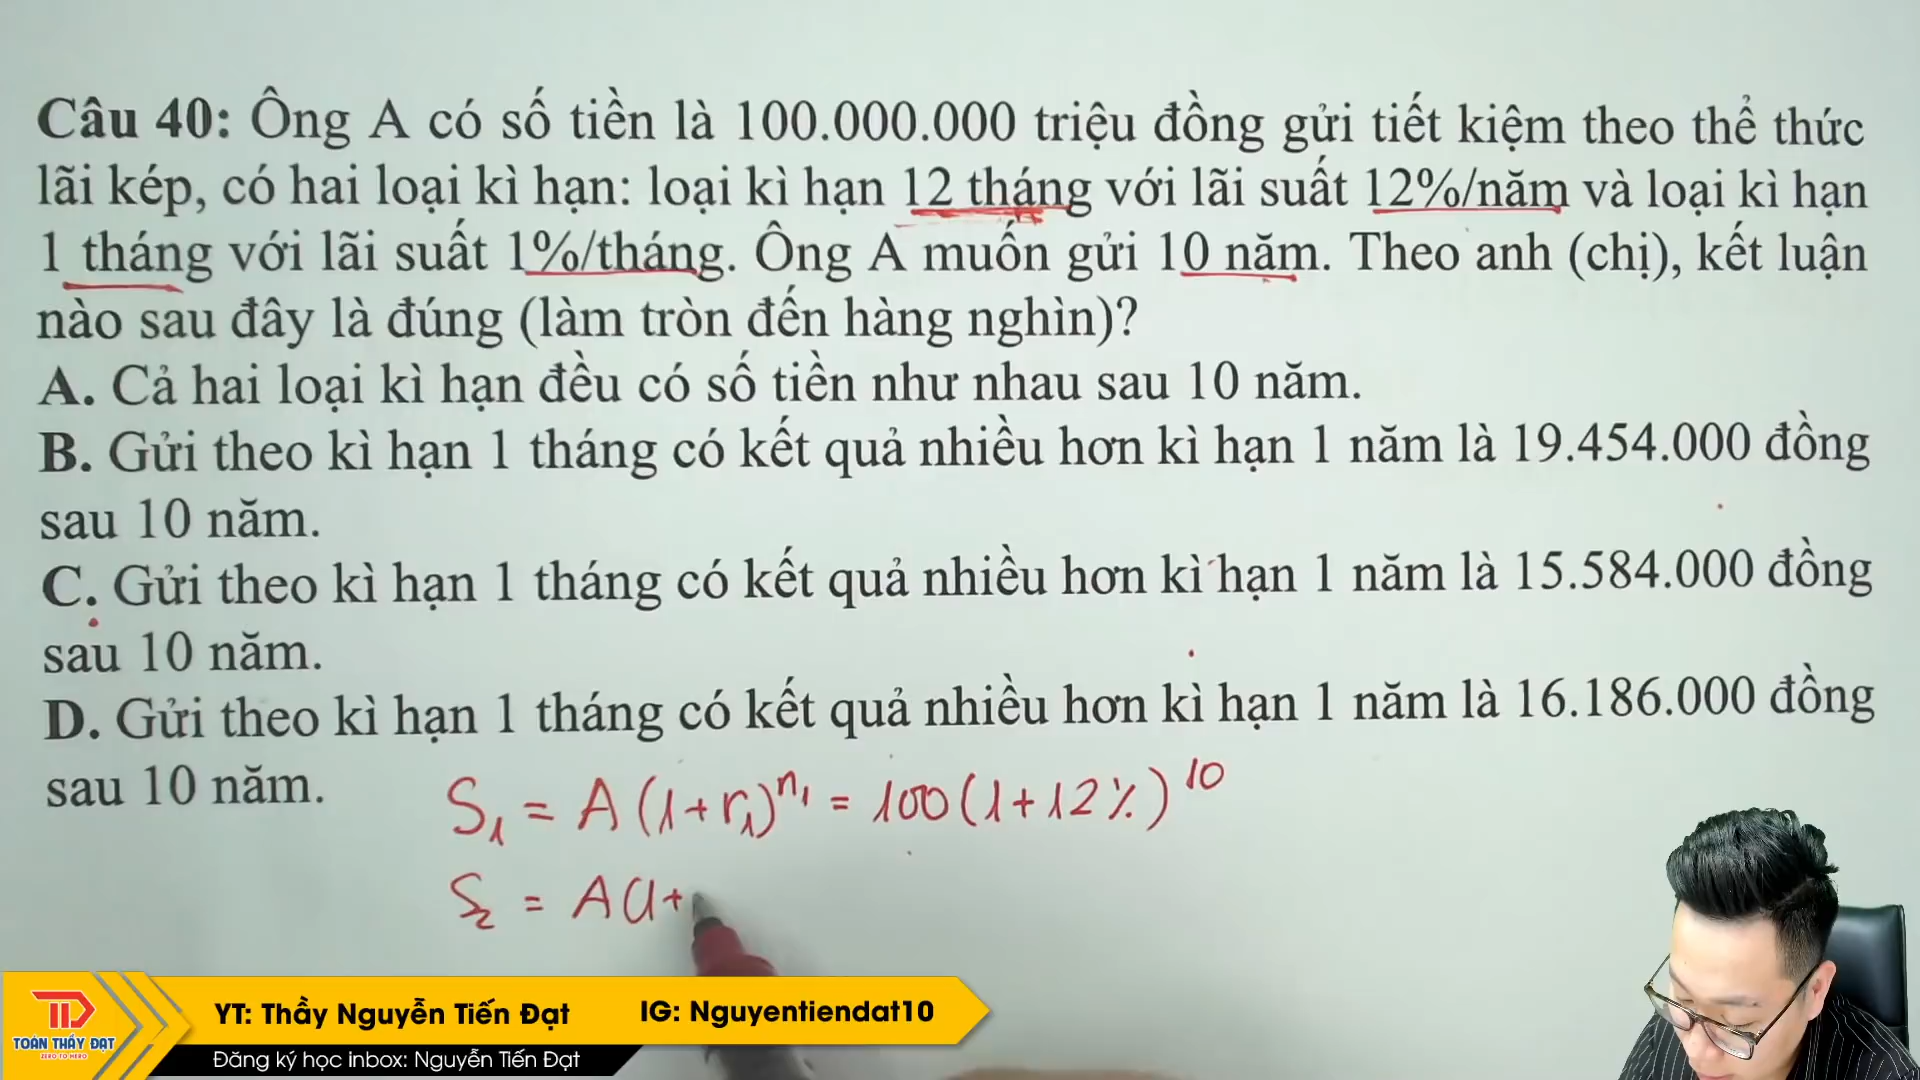 Câu 40: Ông A có số tiền là 100.000.000 triệu đồng gửi tiết kiệm theo thể thức
lãi kép, có hai loại kì hạn: loại kì hạn 12 tháng với lãi suất 12%/năm và loại kì hạn
1 tháng với lãi suất 1%/tháng. Ông A muốn gửi 10 năm. Theo anh (chị), kết luận
nào sau đây là đúng (làm tròn đến hàng nghìn)?
A. Cả hai loại kì hạn đều có số tiền như nhau sau 10 năm.
B. Gửi theo kì hạn 1 tháng có kết quả nhiều hơn kì hạn 1 năm là 19.454.000 đồng
sau 10 năm.
C. Gửi theo kì hạn 1 tháng có kết quả nhiều hơn kì hạn 1 năm là 15.584.000 đồng
sau 10 năm.
D. Gửi theo kì hạn 1 tháng có kết quả nhiều hơn kì hạn 1 năm là 16.186.000 đồng
sau 10 năm.
S₁ = A(1+r₁)ⁿ¹ = 100(1+12%)¹⁰
S₂ = A(1+
TD
TOÁN THẦY ĐẠT
ZERO TO HERO
YT: Thầy Nguyễn Tiến Đạt
IG: Nguyentiendat10
Đăng ký học inbox: Nguyễn Tiến Đạt